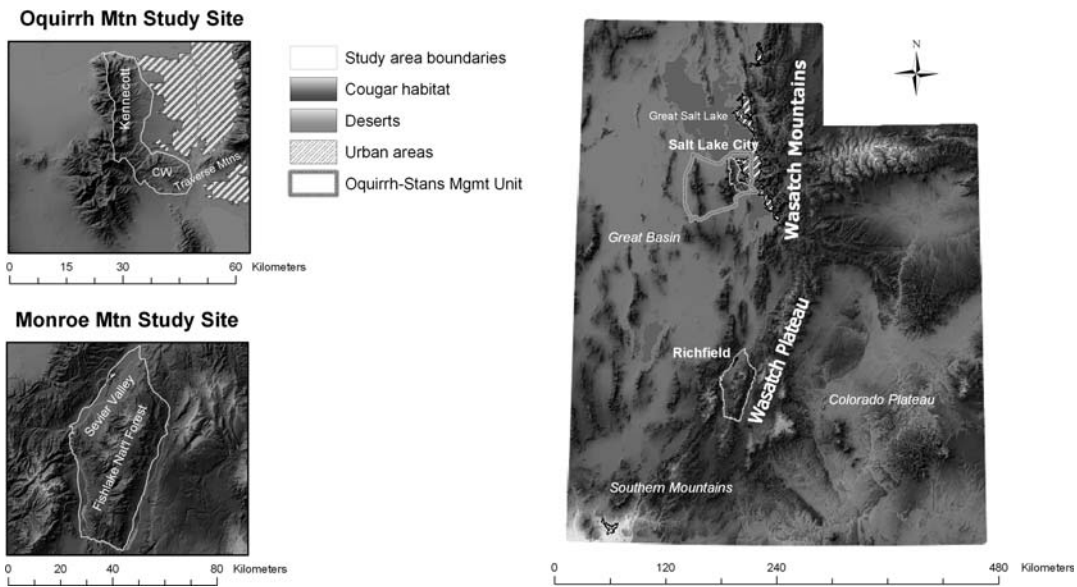 Oquirrh Mtn Study Site
Kennecott
CW
Traverse Mtns
0 15 30 60 Kilometers
Study area boundaries
Cougar habitat
Deserts
Urban areas
Oquirrh-Stans Mgmt Unit
Monroe Mtn Study Site
Sevier Valley
Fishlake Nat'l Forest
0 20 40 80 Kilometers
N
Great Salt Lake
Salt Lake City
Wasatch Mountains
Great Basin
Richfield
Wasatch Plateau
Colorado Plateau
Southern Mountains
0 120 240 480
Kilometers